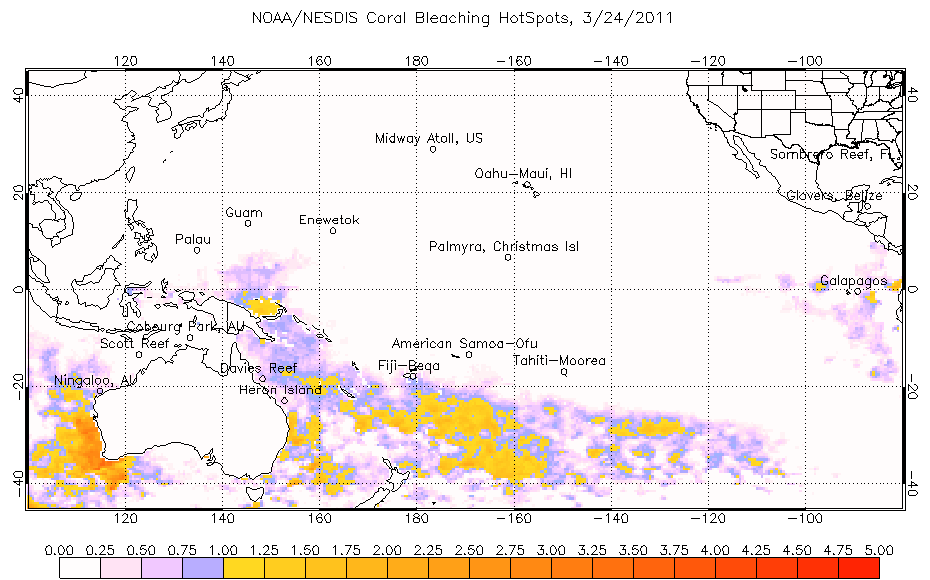 NOAA/NESDIS Coral Bleaching HotSpots, 3/24/2011
120 140 160 180 −160 −140 −120 −100
40 40
Midway Atoll, US
Sombrero Reef, FL
Oahu−Maui, HI
20 20
Glovers, Belize
Guam
Enewetok
Palau
Palmyra, Christmas Isl
Galapagos
0 0
Cobourg Park, AU
Scott Reef
American Samoa−Ofu
Davies Reef
Fiji−Beqa
Tahiti−Moorea
Ningaloo, AU
−20 −20
Heron Island
−40 −40
120 140 160 180 −160 −140 −120 −100
0.00 0.25 0.50 0.75 1.00 1.25 1.50 1.75 2.00 2.25 2.50 2.75 3.00 3.25 3.50 3.75 4.00 4.25 4.50 4.75 5.00